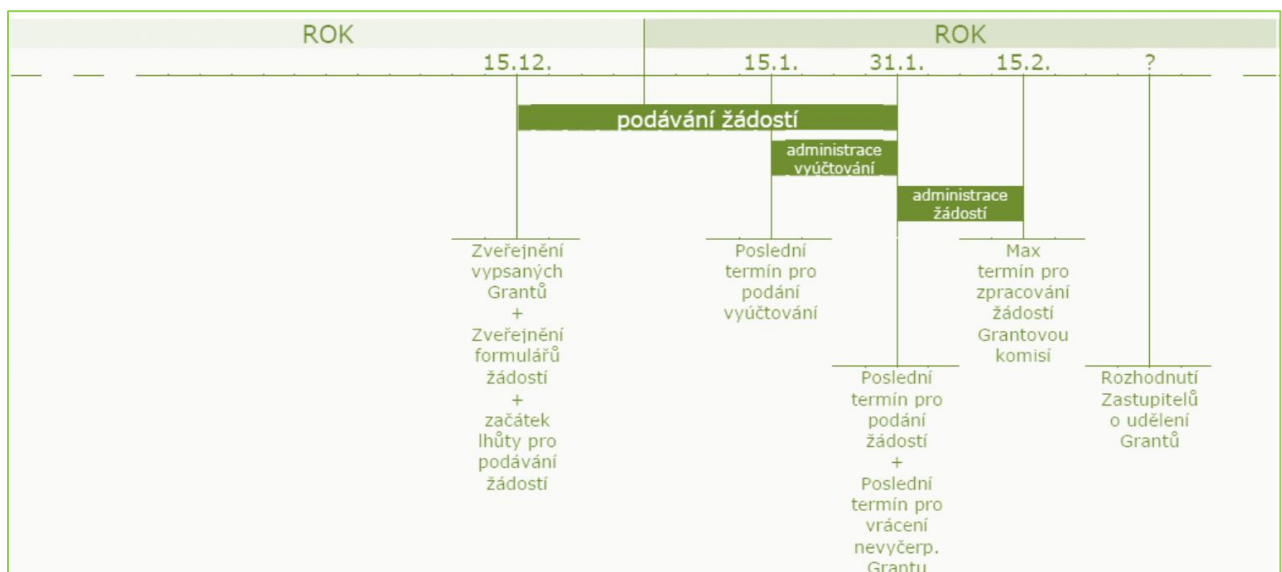 ROK
ROK
15.12.
15.1.
31.1.
15.2.
?
podávání žádostí
administrace
vyúčtování
administrace
žádostí
Zveřejnění
vypsaných
Grantů
+
Zveřejnění
formulářů
žádostí
+
začátek
lhůty pro
podávání
žádostí
Poslední
termín pro
podání
vyúčtování
Poslední
termín pro
podání
žádostí
+
Poslední
termín pro
vrácení
nevyčerp.
Grantu
Max
termín pro
zpracování
žádostí
Grantovou
komisí
Rozhodnutí
Zastupitelů
o udělení
Grantů